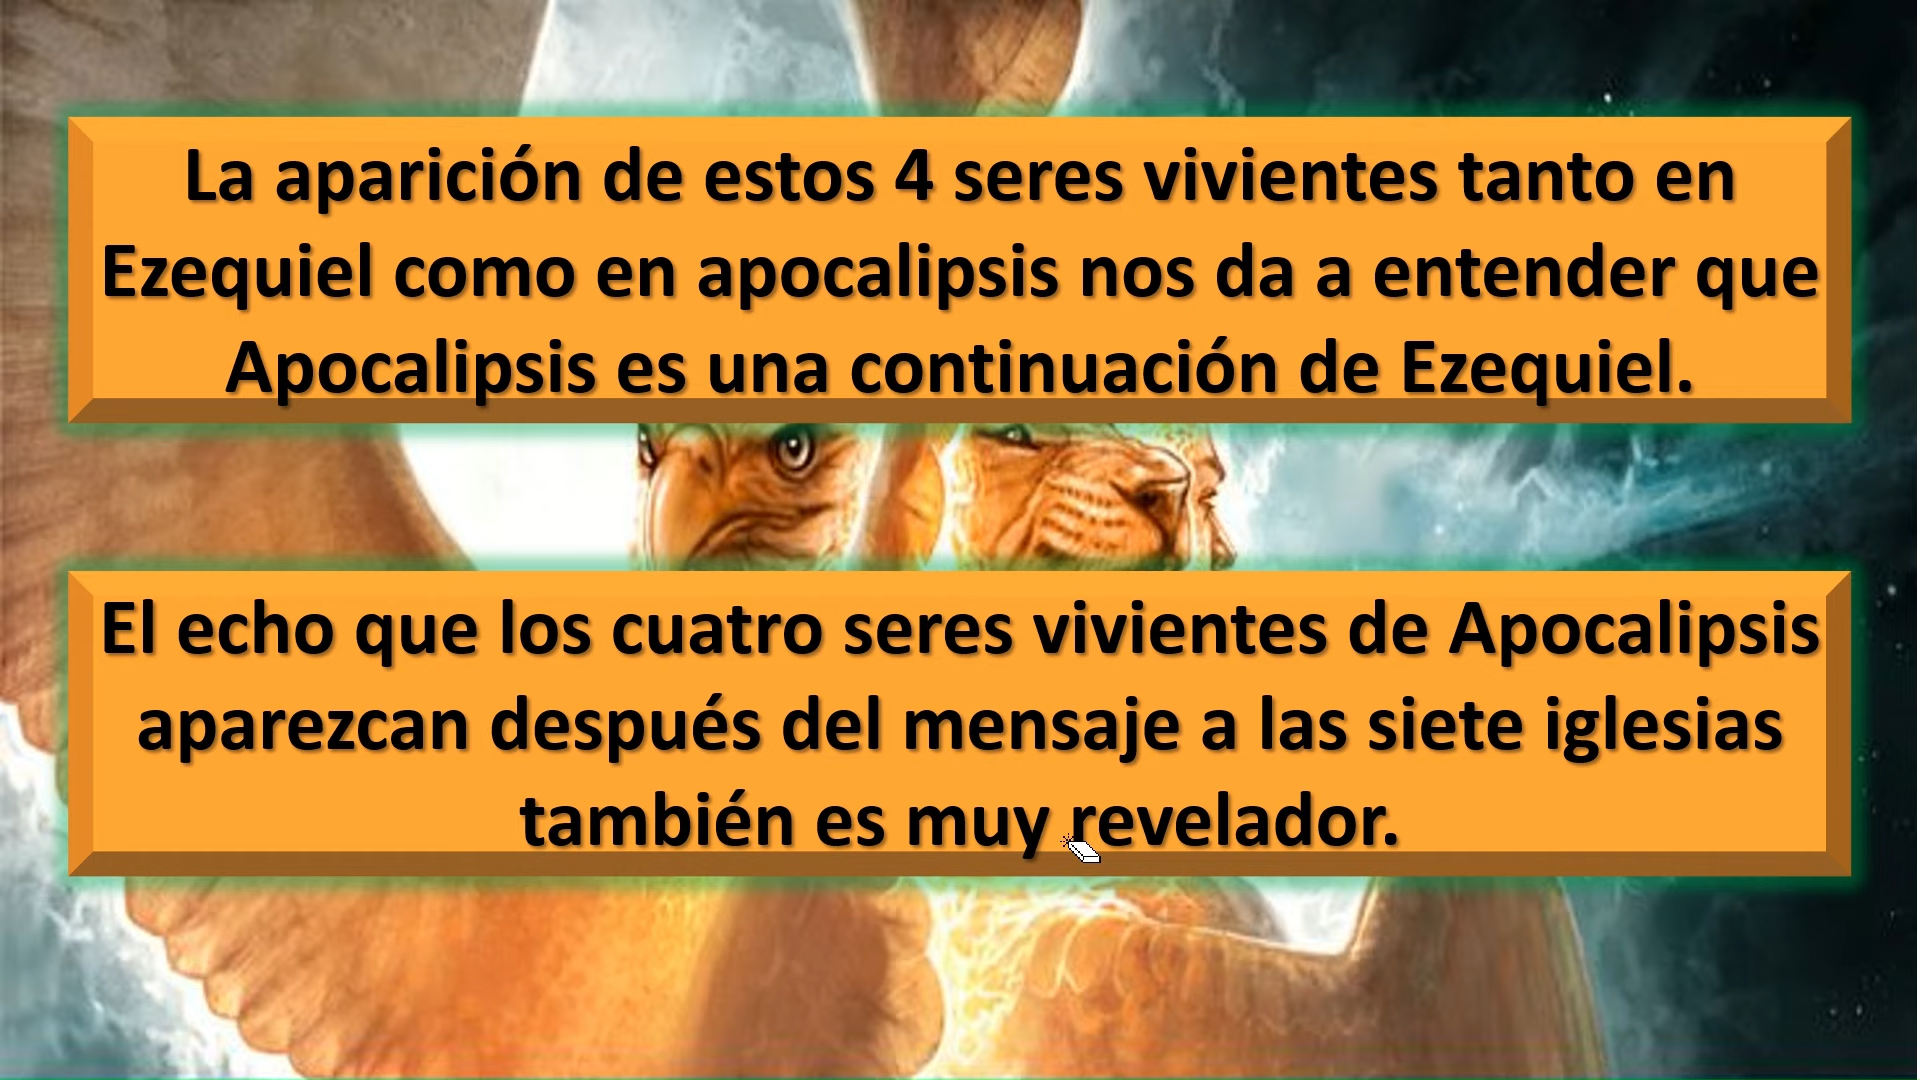 La aparición de estos 4 seres vivientes tanto en
Ezequiel como en apocalipsis nos da a entender que
Apocalipsis es una continuación de Ezequiel.
El echo que los cuatro seres vivientes de Apocalipsis
aparezcan después del mensaje a las siete iglesias
también es muy revelador.